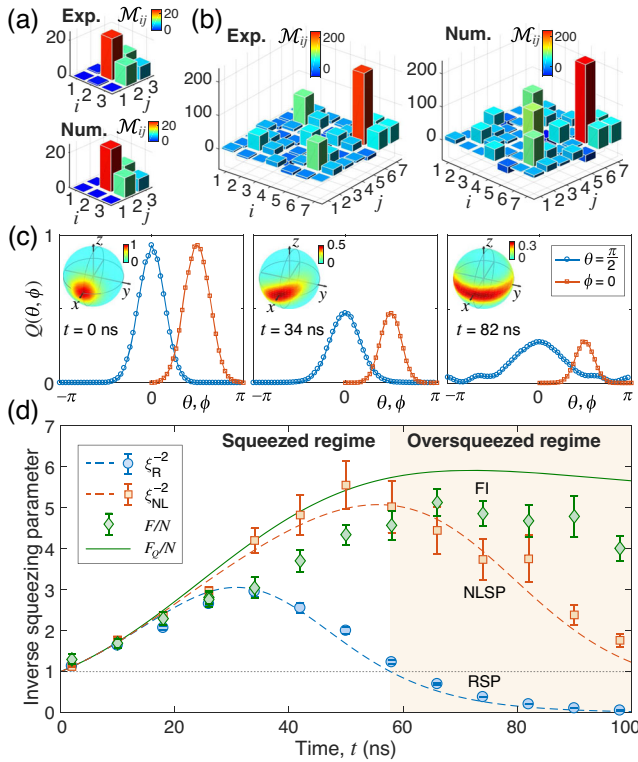 (a) Exp. ℳij 20 0
20
0
1 2 3 1 2 3
i j
Num. ℳij 20 0
20
0
1 2 3 1 2 3
i j
(b) Exp. ℳij 200 0
200
100
0
1 2 3 4 5 6 7 1 2 3 4 5 6 7
i j
Num. ℳij 200 0
200
100
0
1 2 3 4 5 6 7 1 2 3 4 5 6 7
i j
(c)
Q(θ,ϕ)
1
0
z x y 1 0
t = 0 ns
−π 0 θ,ϕ π
z x y 0.5 0
t = 34 ns
−π 0 θ,ϕ π
z x y 0.3 0
t = 82 ns
θ = π/2
ϕ = 0
−π 0 θ,ϕ π
(d)
Inverse squeezing parameter
7
6
5
4
3
2
1
0
Squeezed regime
Oversqueezed regime
ξR−2
ξNL−2
F/N
FQ/N
FI
NLSP
RSP
0 20 40 60 80 100
Time, t (ns)